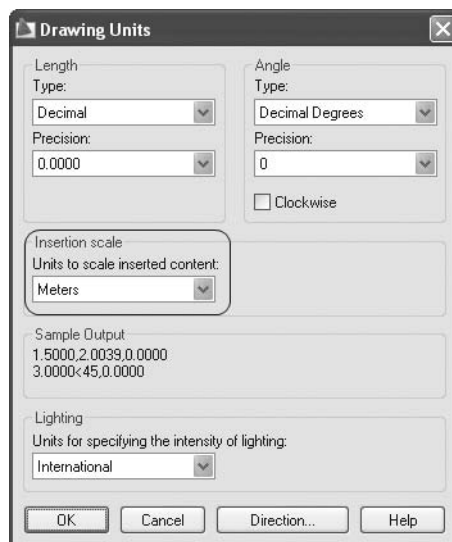 Drawing Units
Length
Type:
Decimal
Precision:
0.0000
Angle
Type:
Decimal Degrees
Precision:
0
Clockwise
Insertion scale
Units to scale inserted content:
Meters
Sample Output
1.5000,2.0039,0.0000
3.0000<45,0.0000
Lighting
Units for specifying the intensity of lighting:
International
OK
Cancel
Direction...
Help